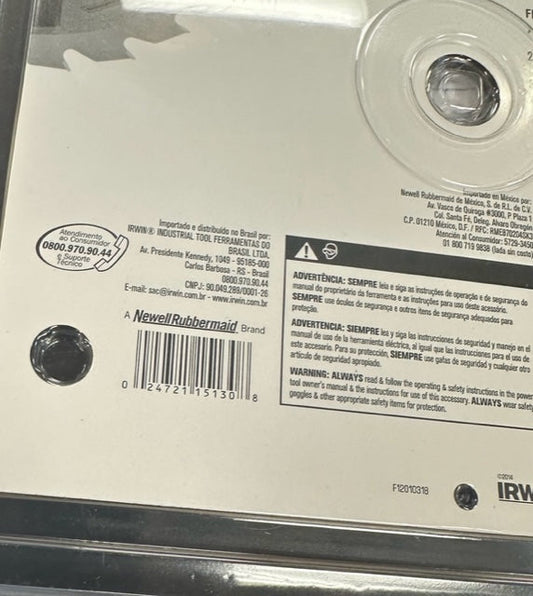 Importado en México por:
Newell Rubbermaid de México, S. de R.L. de C.V.
Av. Vasco de Quiroga #3000, P Plaza 1
Col. Santa Fé, Deleg. Alvaro Obregón
C.P. 01210 México, D.F. / RFC: RME970204SK3
Atención al Consumidor: 5729-3450
01 800 719 9838 (lada sin costo)
Atendimento
ao Consumidor
0800.970.90.44
e Suporte
Técnico
Importado e distribuído no Brasil por:
IRWIN® INDUSTRIAL TOOL FERRAMENTAS DO
BRASIL LTDA.
Av. Presidente Kennedy, 1049 - 95185-000
Carlos Barbosa - RS - Brasil
0800.970.90.44
CNPJ: 90.049.289/0001-26
E-mail: sac@irwin.com.br - www.irwin.com.br
A NewellRubbermaid Brand
0 24721 15130 8
ADVERTÊNCIA: SEMPRE leia e siga as instruções de operação e de segurança do
manual do proprietário da ferramenta e as instruções para uso deste acessório.
SEMPRE use óculos de segurança e outros itens de segurança adequados para
proteção.
ADVERTENCIA: SIEMPRE lea y siga las instrucciones de seguridad y manejo en el
manual de uso de la herramienta eléctrica, al igual que las instrucciones para el uso de
este accesorio. Para su protección, SIEMPRE use gafas de seguridad y cualquier otro
artículo de seguridad apropiado.
WARNING: ALWAYS read & follow the operating & safety instructions in the power
tool owner's manual & the instructions for use of this accessory. ALWAYS wear safety
goggles & other appropriate safety items for protection.
F12010318
©2014
IRW